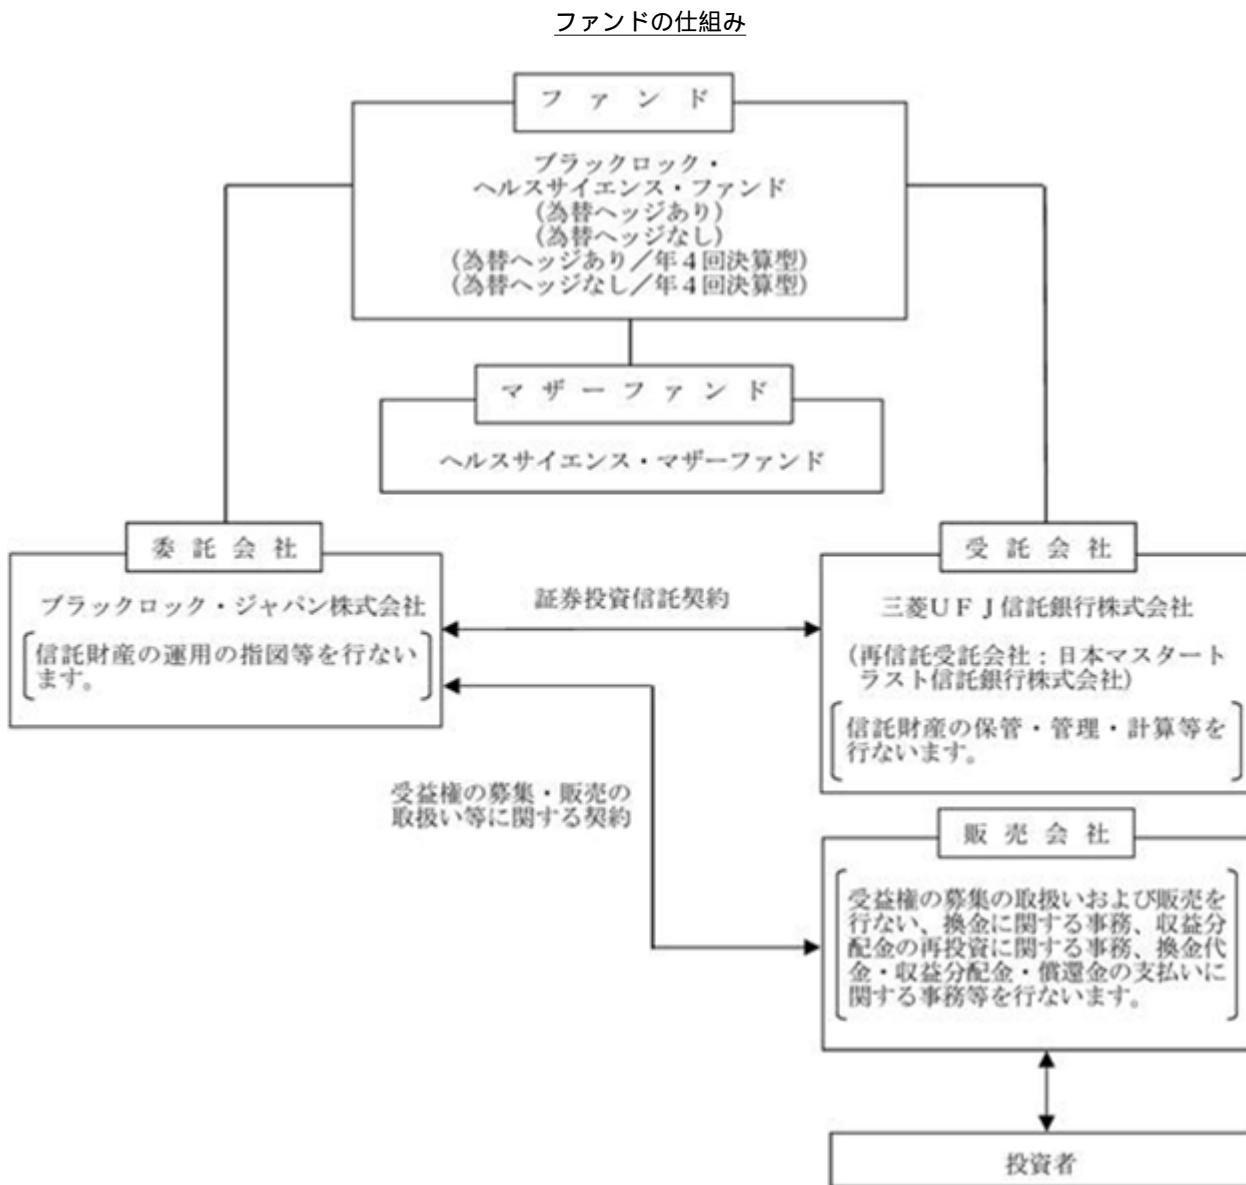 ファンドの仕組み
ファンド
ブラックロック・
ヘルスサイエンス・ファンド
（為替ヘッジあり）
（為替ヘッジなし）
（為替ヘッジあり／年４回決算型）
（為替ヘッジなし／年４回決算型）
マザーファンド
ヘルスサイエンス・マザーファンド
委託会社
ブラックロック・ジャパン株式会社
信託財産の運用の指図等を行ない
ます。
証券投資信託契約
受託会社
三菱ＵＦＪ信託銀行株式会社
（再信託受託会社：日本マスタート
ラスト信託銀行株式会社）
信託財産の保管・管理・計算等を
行ないます。
受益権の募集・販売の
取扱い等に関する契約
販売会社
受益権の募集の取扱いおよび販売を
行ない、換金に関する事務、収益分
配金の再投資に関する事務、換金代
金・収益分配金・償還金の支払いに
関する事務等を行ないます。
投資者